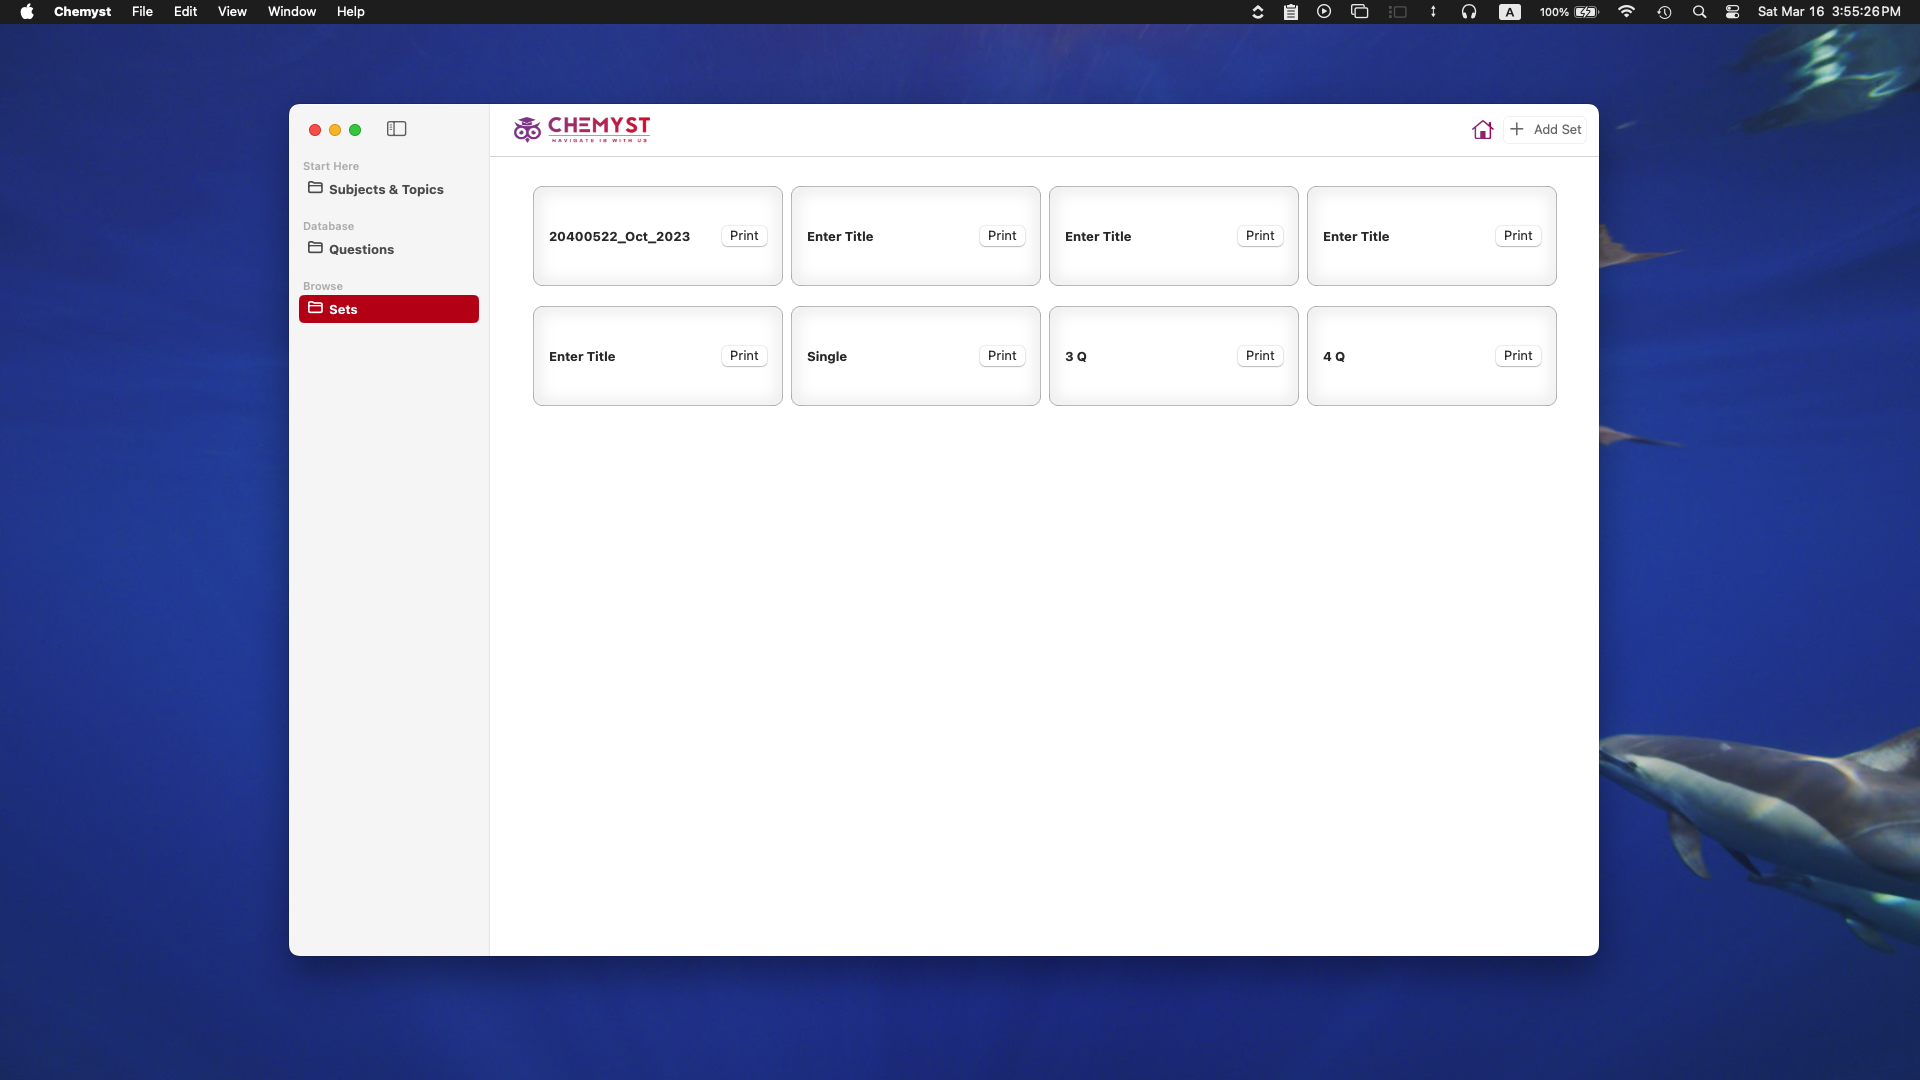 Chemyst File Edit View Window Help A 100% Sat Mar 16 3:55:26 PM
CHEMYST
NAVIGATE IB WITH US
Add Set
Start Here
Subjects & Topics
Database
Questions
Browse
Sets
20400522_Oct_2023 Print
Enter Title Print
Enter Title Print
Enter Title Print
Enter Title Print
Single Print
3 Q Print
4 Q Print